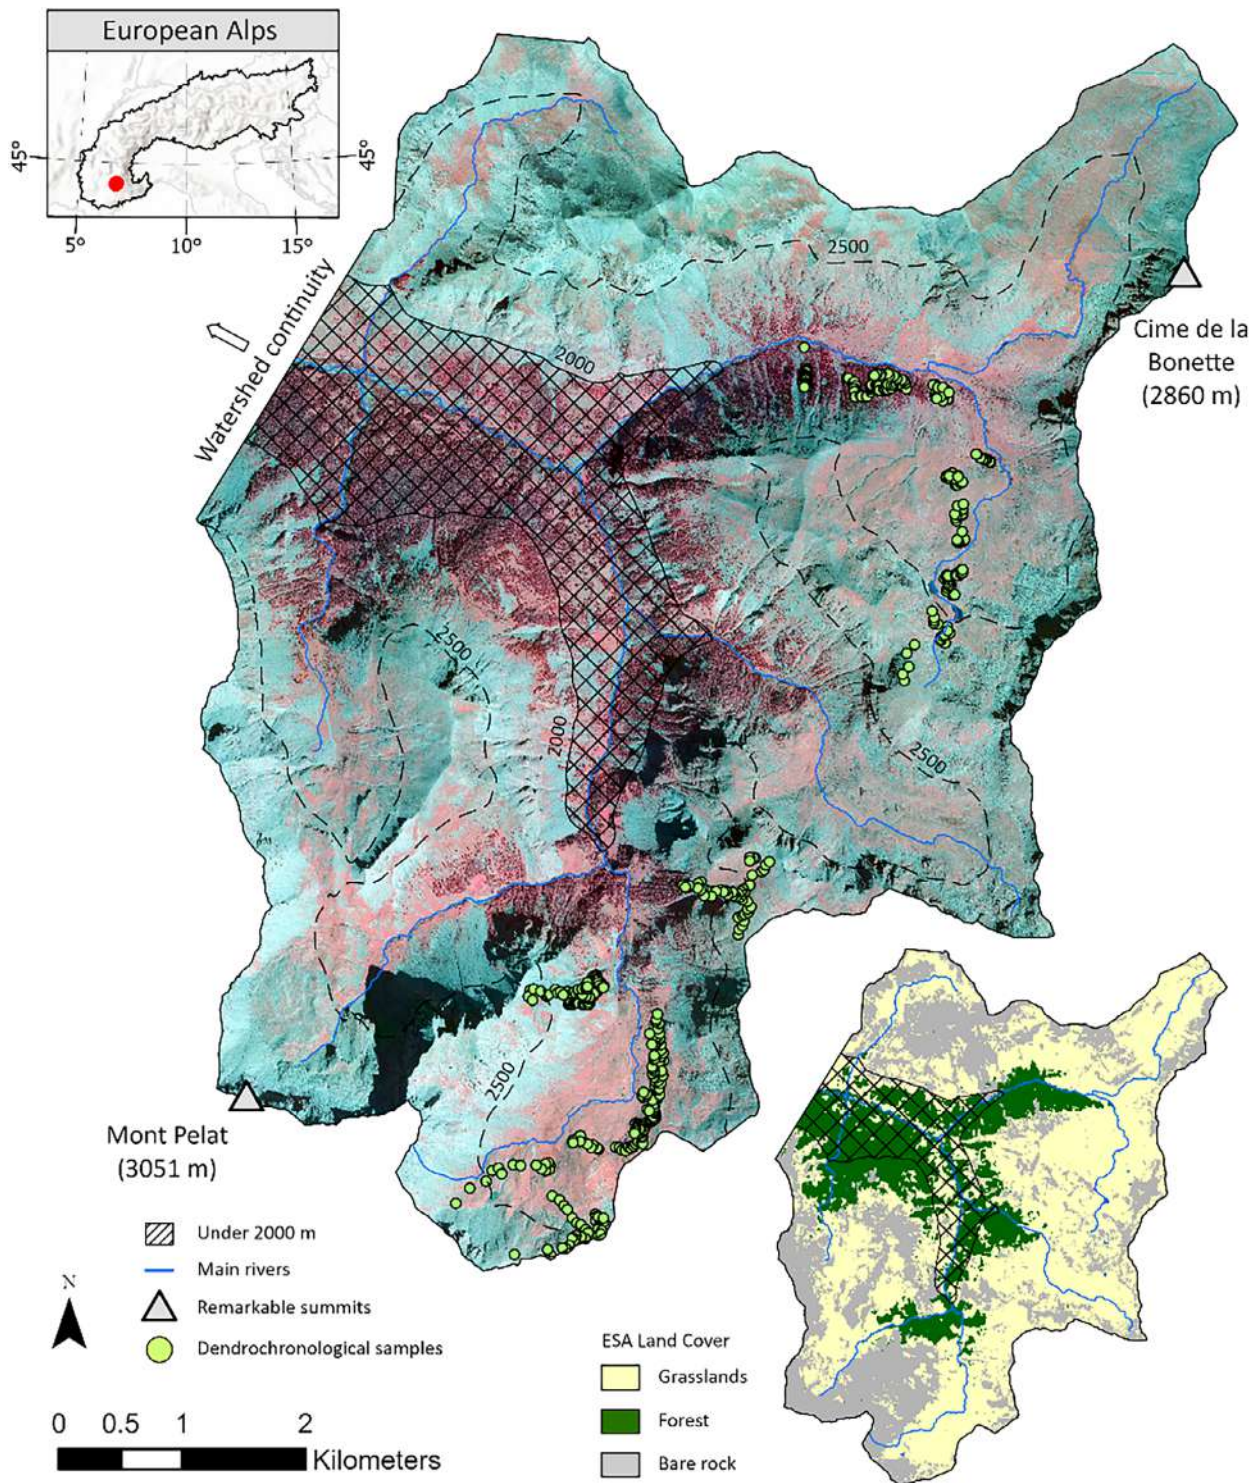 European Alps
45°
45°
5°
10°
15°
Watershed continuity
2500
2000
Cime de la
Bonette
(2860 m)
2500
2000
2500
2500
Mont Pelat
(3051 m)
Under 2000 m
Main rivers
Remarkable summits
Dendrochronological samples
N
0 0.5 1 2
Kilometers
ESA Land Cover
Grasslands
Forest
Bare rock